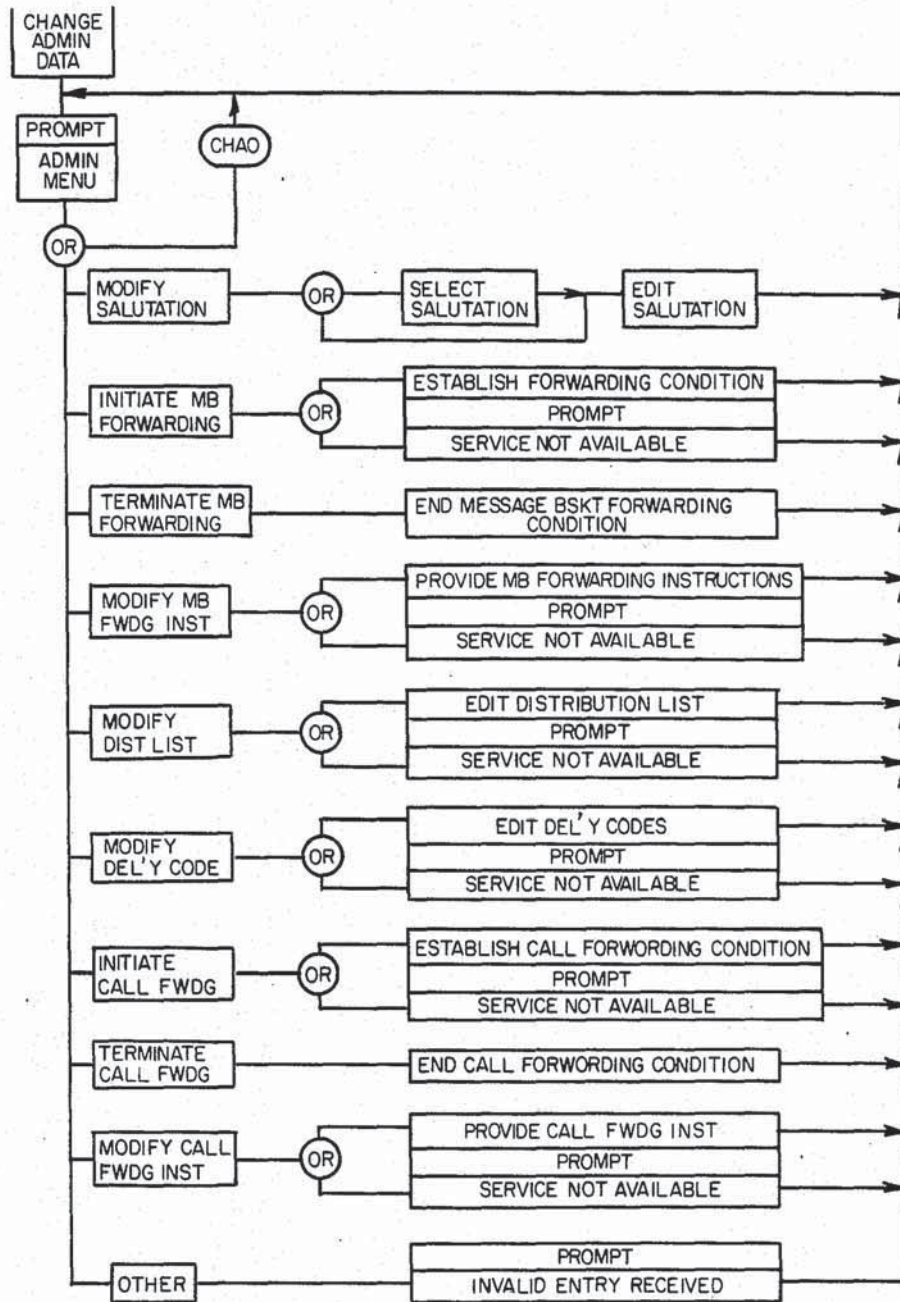 CHANGE
ADMIN
DATA
PROMPT
ADMIN
MENU
CHAO
OR
MODIFY
SALUTATION
OR
SELECT
SALUTATION
EDIT
SALUTATION
INITIATE MB
FORWARDING
OR
ESTABLISH FORWARDING CONDITION
PROMPT
SERVICE NOT AVAILABLE
TERMINATE MB
FORWARDING
END MESSAGE BSKT FORWARDING
CONDITION
MODIFY MB
FWDG INST
OR
PROVIDE MB FORWARDING INSTRUCTIONS
PROMPT
SERVICE NOT AVAILABLE
MODIFY
DIST LIST
OR
EDIT DISTRIBUTION LIST
PROMPT
SERVICE NOT AVAILABLE
MODIFY
DEL'Y CODE
OR
EDIT DEL'Y CODES
PROMPT
SERVICE NOT AVAILABLE
INITIATE
CALL FWDG
OR
ESTABLISH CALL FORWORDING CONDITION
PROMPT
SERVICE NOT AVAILABLE
TERMINATE
CALL FWDG
END CALL FORWORDING CONDITION
MODIFY CALL
FWDG INST
OR
PROVIDE CALL FWDG INST
PROMPT
SERVICE NOT AVAILABLE
OTHER
PROMPT
INVALID ENTRY RECEIVED